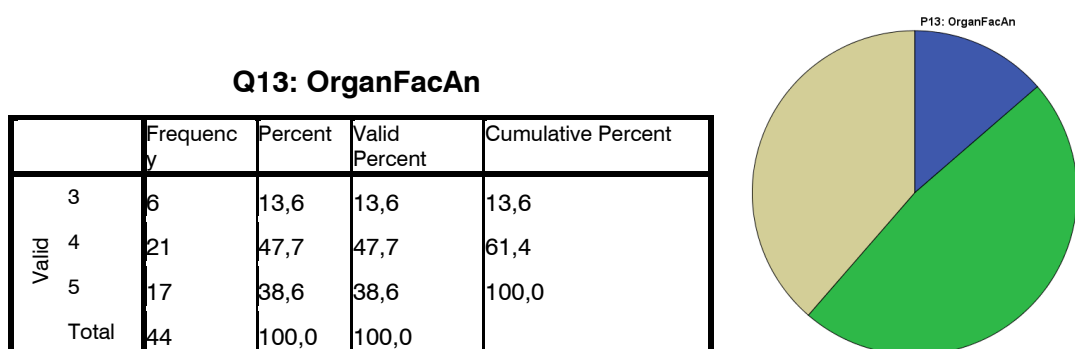 P13: OrganFacAn
Q13: OrganFacAn
Frequenc
y Percent Valid
Percent Cumulative Percent
Valid
3 6 13,6 13,6 13,6
4 21 47,7 47,7 61,4
5 17 38,6 38,6 100,0
Total 44 100,0 100,0